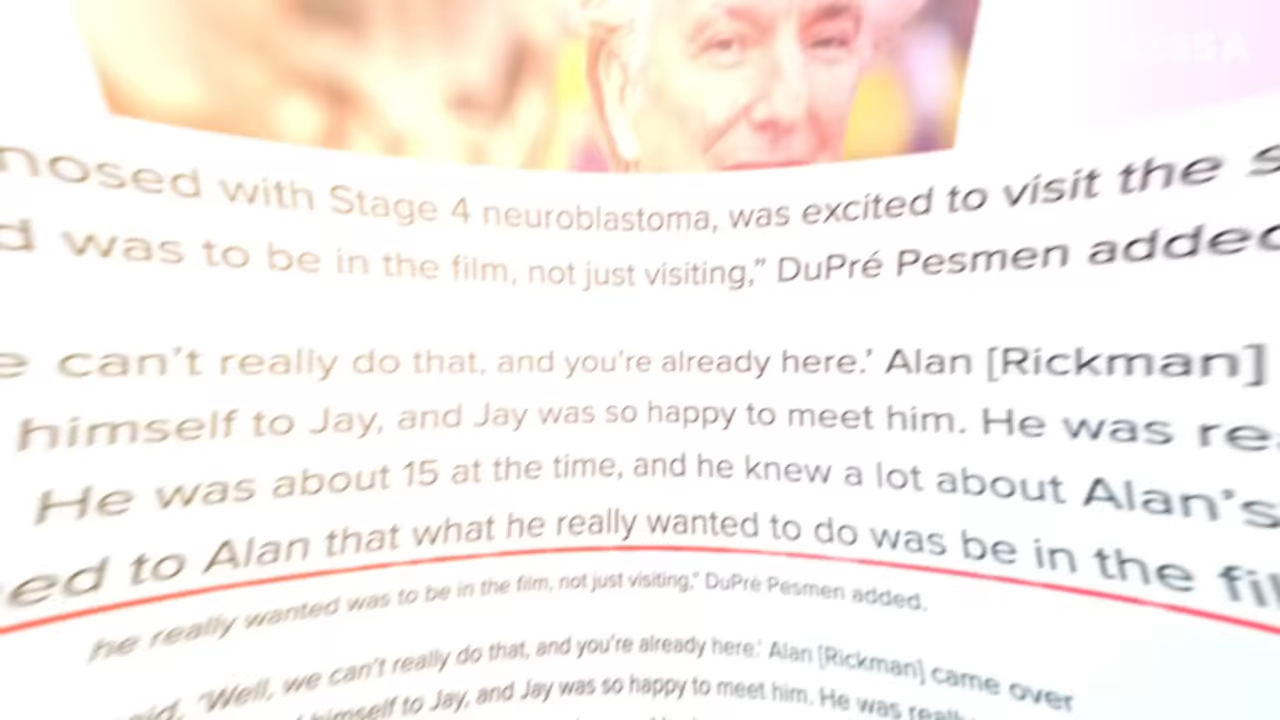 nosed with Stage 4 neuroblastoma, was excited to visit the
was to be in the film, not just visiting,” DuPré Pesmen added
can’t really do that, and you’re already here.’ Alan [Rickman]
himself to Jay, and Jay was so happy to meet him. He was
He was about 15 at the time, and he knew a lot about Alan’s
ed to Alan that what he really wanted to do was be in the
he really wanted was to be in the film, not just visiting,” DuPré Pesmen added.
“Well, we can’t really do that, and you’re already here.’ Alan [Rickman] came over
himself to Jay, and Jay was so happy to meet him. He was